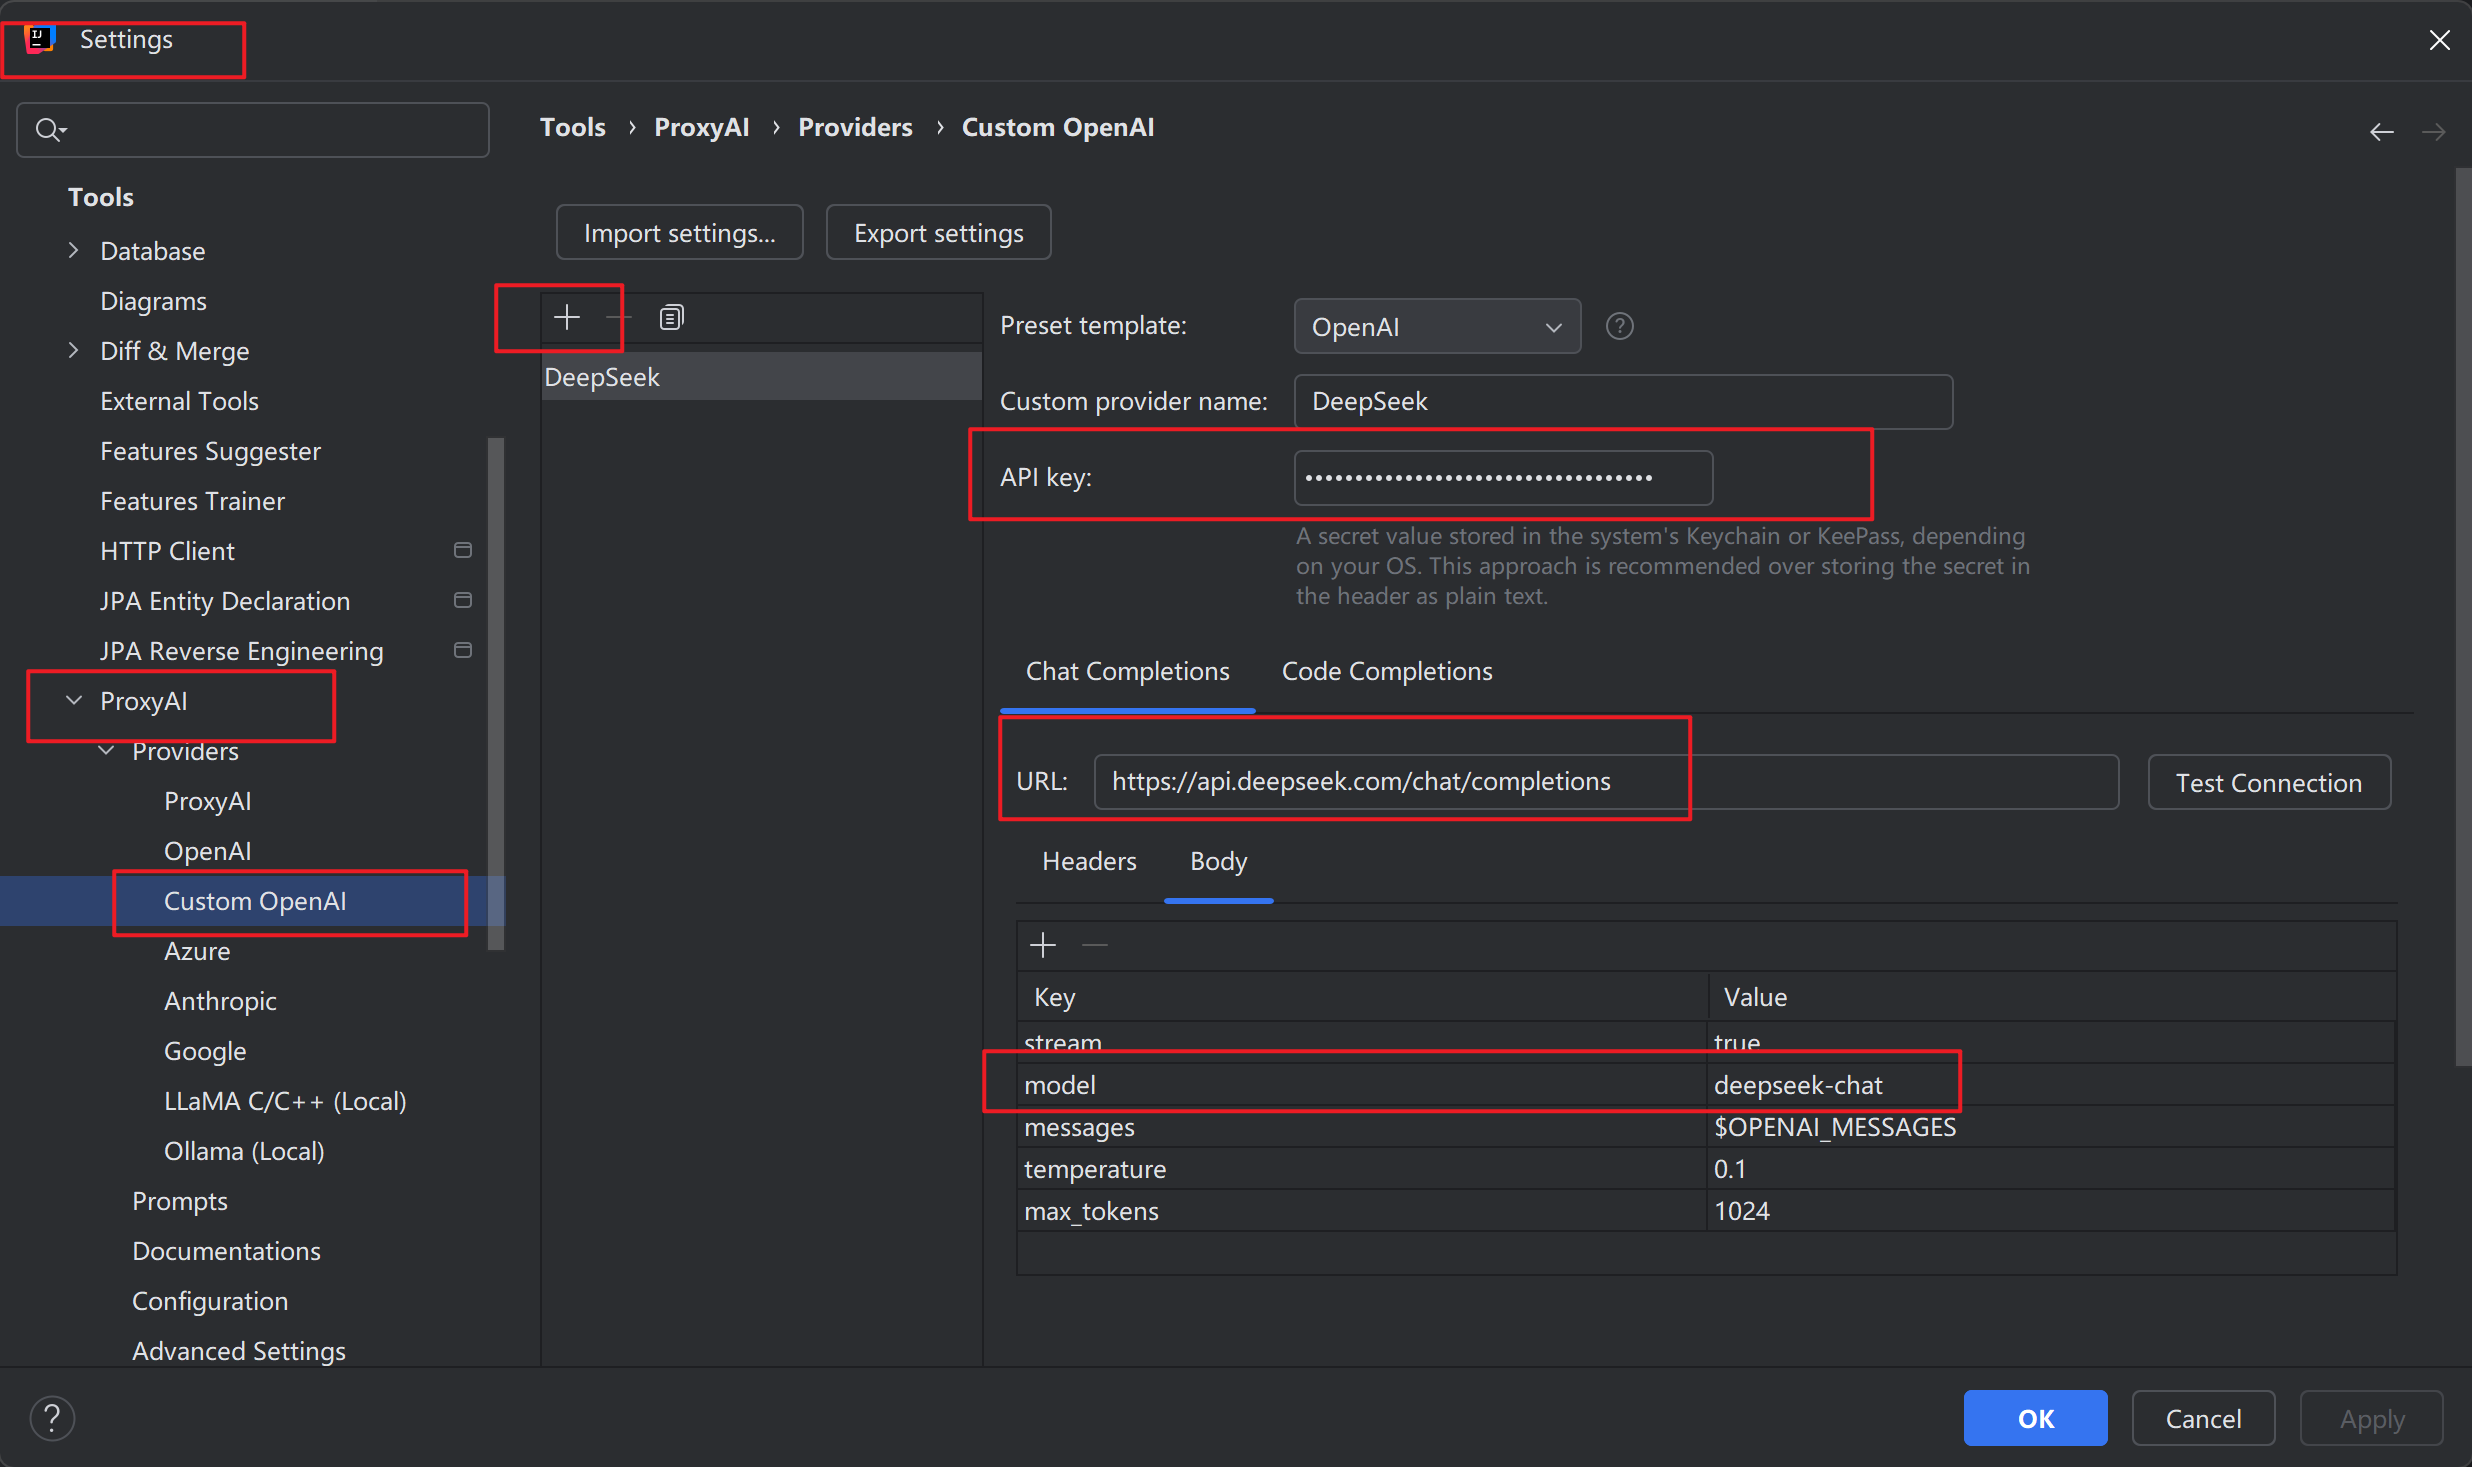 Settings
Tools › ProxyAI › Providers › Custom OpenAI
Tools
Database
Diagrams
Diff & Merge
External Tools
Features Suggester
Features Trainer
HTTP Client
JPA Entity Declaration
JPA Reverse Engineering
ProxyAI
Providers
ProxyAI
OpenAI
Custom OpenAI
Azure
Anthropic
Google
LLaMA C/C++ (Local)
Ollama (Local)
Prompts
Documentations
Configuration
Advanced Settings
Import settings...
Export settings
DeepSeek
Preset template: OpenAI
Custom provider name: DeepSeek
API key: •••••••••••••••••••••••••••••••••••
A secret value stored in the system's Keychain or KeePass, depending
on your OS. This approach is recommended over storing the secret in
the header as plain text.
Chat Completions Code Completions
URL: https://api.deepseek.com/chat/completions Test Connection
Headers Body
Key Value
stream true
model deepseek-chat
messages $OPENAI_MESSAGES
temperature 0.1
max_tokens 1024
OK Cancel Apply